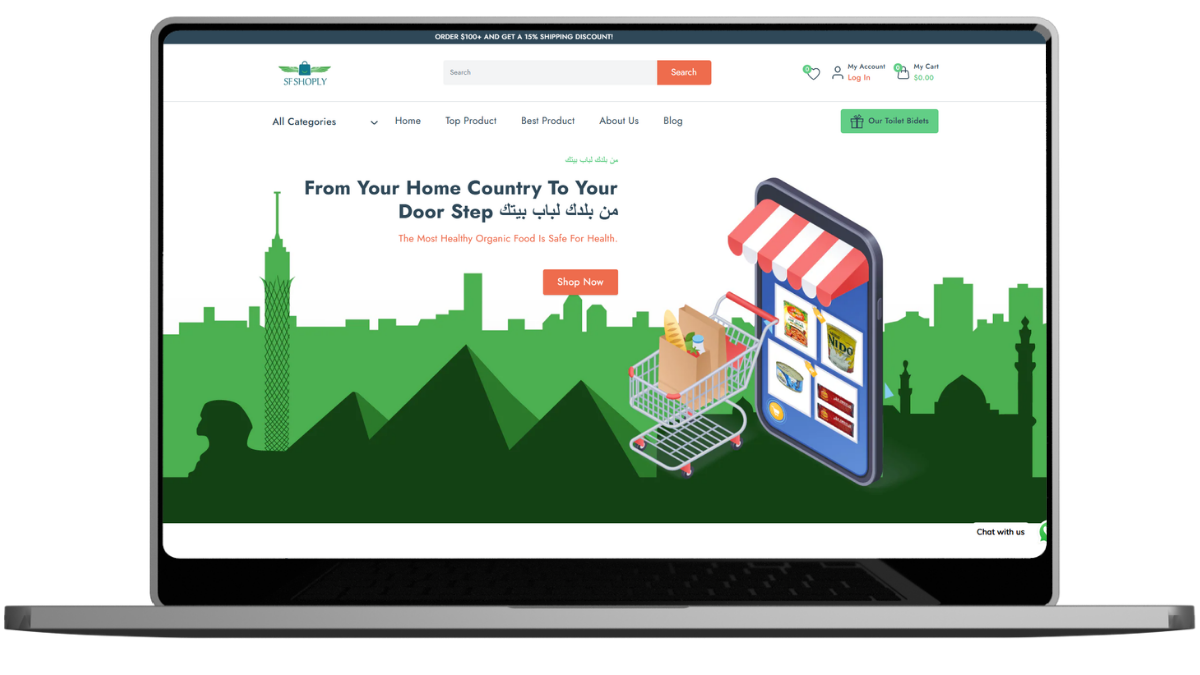 ORDER $100+ AND GET A 15% SHIPPING DISCOUNT!
SFSHOPLY
Search
Search
0
My Account
Log In
0
My Cart
$0.00
All Categories
Home
Top Product
Best Product
About Us
Blog
Our Toilet Bidets
من بلدك لباب بيتك
From Your Home Country To Your
Door Step من بلدك لباب بيتك
The Most Healthy Organic Food Is Safe For Health.
Shop Now
NIDO
Chat with us